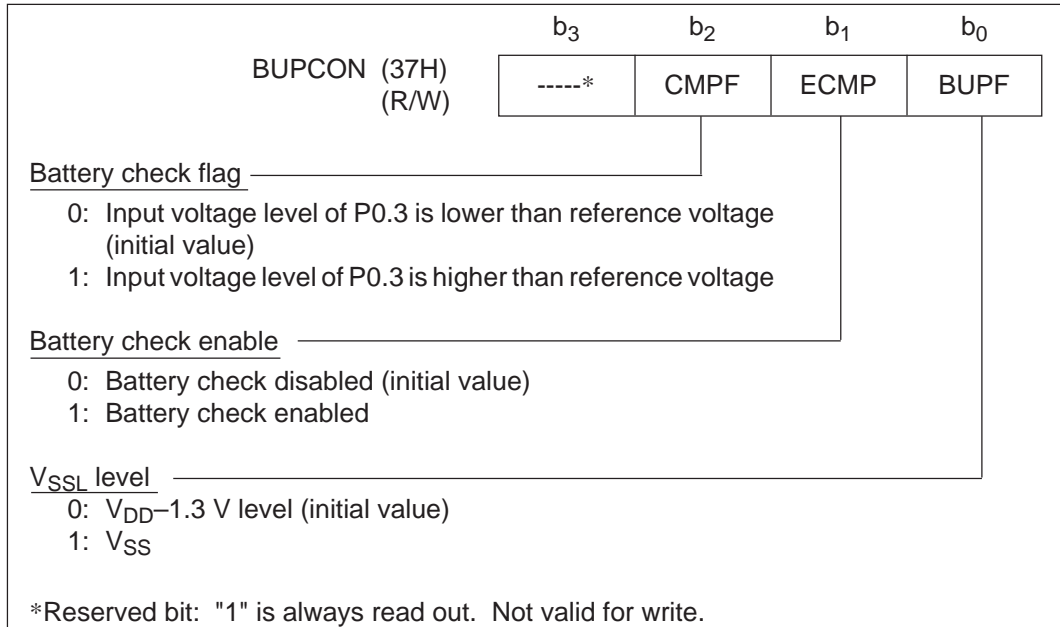 b3 b2 b1 b0
BUPCON (37H) -----* CMPF ECMP BUPF
(R/W)
Battery check flag
0: Input voltage level of P0.3 is lower than reference voltage
(initial value)
1: Input voltage level of P0.3 is higher than reference voltage
Battery check enable
0: Battery check disabled (initial value)
1: Battery check enabled
VSSL level
0: VDD–1.3 V level (initial value)
1: VSS
*Reserved bit: "1" is always read out. Not valid for write.